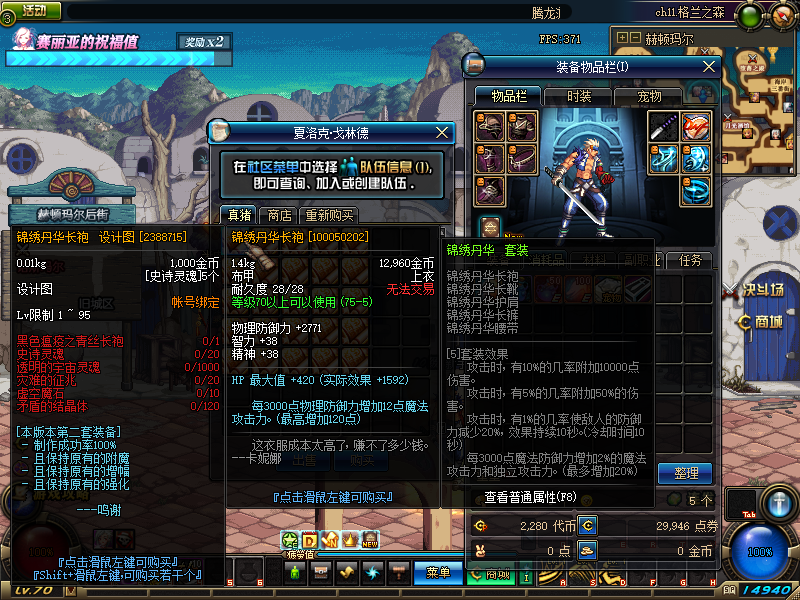 活动
腾龙
ch11.格兰之森
赛丽亚的祝福值
奖励 x2
FPS:371
赫顿玛尔
装备物品栏(I)
物品栏
时装
宠物
夏洛克·戈林德
在社区菜单中选择 队伍信息(I),
即可查询、加入或创建队伍.
真猪
商店
重新购买
赫顿玛尔后街
任务
决斗场
商城
锦绣丹华长袍 设计图 [2388715]
0.01kg
1,000金币
[史诗灵魂]5个
设计图
帐号绑定
Lv限制 1 ~ 95
黑色瘟疫之青丝长袍 0/1
史诗灵魂 0/20
透明的宇宙灵魂 0/1000
灾难的征兆 0/20
虚空魔石 0/10
矛盾的结晶体 0/120
[本版本第二套装备]
- 制作成功率100%
- 且保持原有的附魔
- 且保持原有的增幅
- 且保持原有的强化
---鸣谢
『点击滑鼠左键可购买』
『Shift+滑鼠左键,可购买若干个』
锦绣丹华长袍 [100050202]
1.4kg
12,960金币
布甲
上衣
耐久度 28/28
无法交易
等级70以上可以使用 (75-5)
物理防御力 +2771
智力 +38
精神 +38
HP 最大值 +420 (实际效果 +1592)
每3000点物理防御力增加12点魔法攻击力。(最高增加120点)
这衣服成本太高了, 赚不了多少钱。
--卡妮娜
『点击滑鼠左键可购买』
锦绣丹华 套装
锦绣丹华长袍
锦绣丹华长靴
锦绣丹华护肩
锦绣丹华长裤
锦绣丹华腰带
[5]套装效果
攻击时, 有10%的几率附加10000点
伤害。
攻击时, 有5%的几率附加50%的伤
害。
攻击时, 有1%的几率使敌人的防御
力减少20%, 效果持续10秒。(冷却时间10
秒)
每3000点魔法防御力增加2%的魔法
攻击力和独立攻击力。(最多增加20%)
查看普通属性(F8)
整理
5 个
2,280 代币
29,946 点券
0 点
0 金币
Tab
100%
菜单
商城
NEW
Lv.70
SP 14940